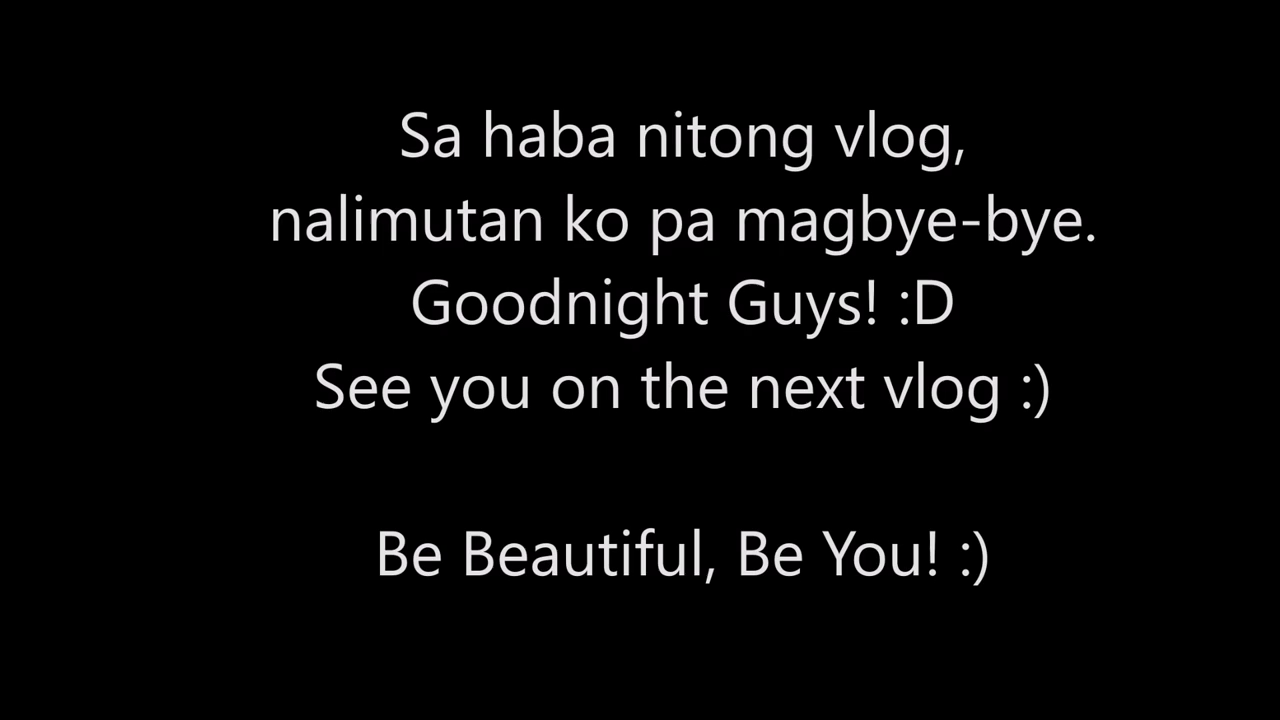 Sa haba nitong vlog,
nalimutan ko pa magbye-bye.
Goodnight Guys! :D
See you on the next vlog :)
Be Beautiful, Be You! :)